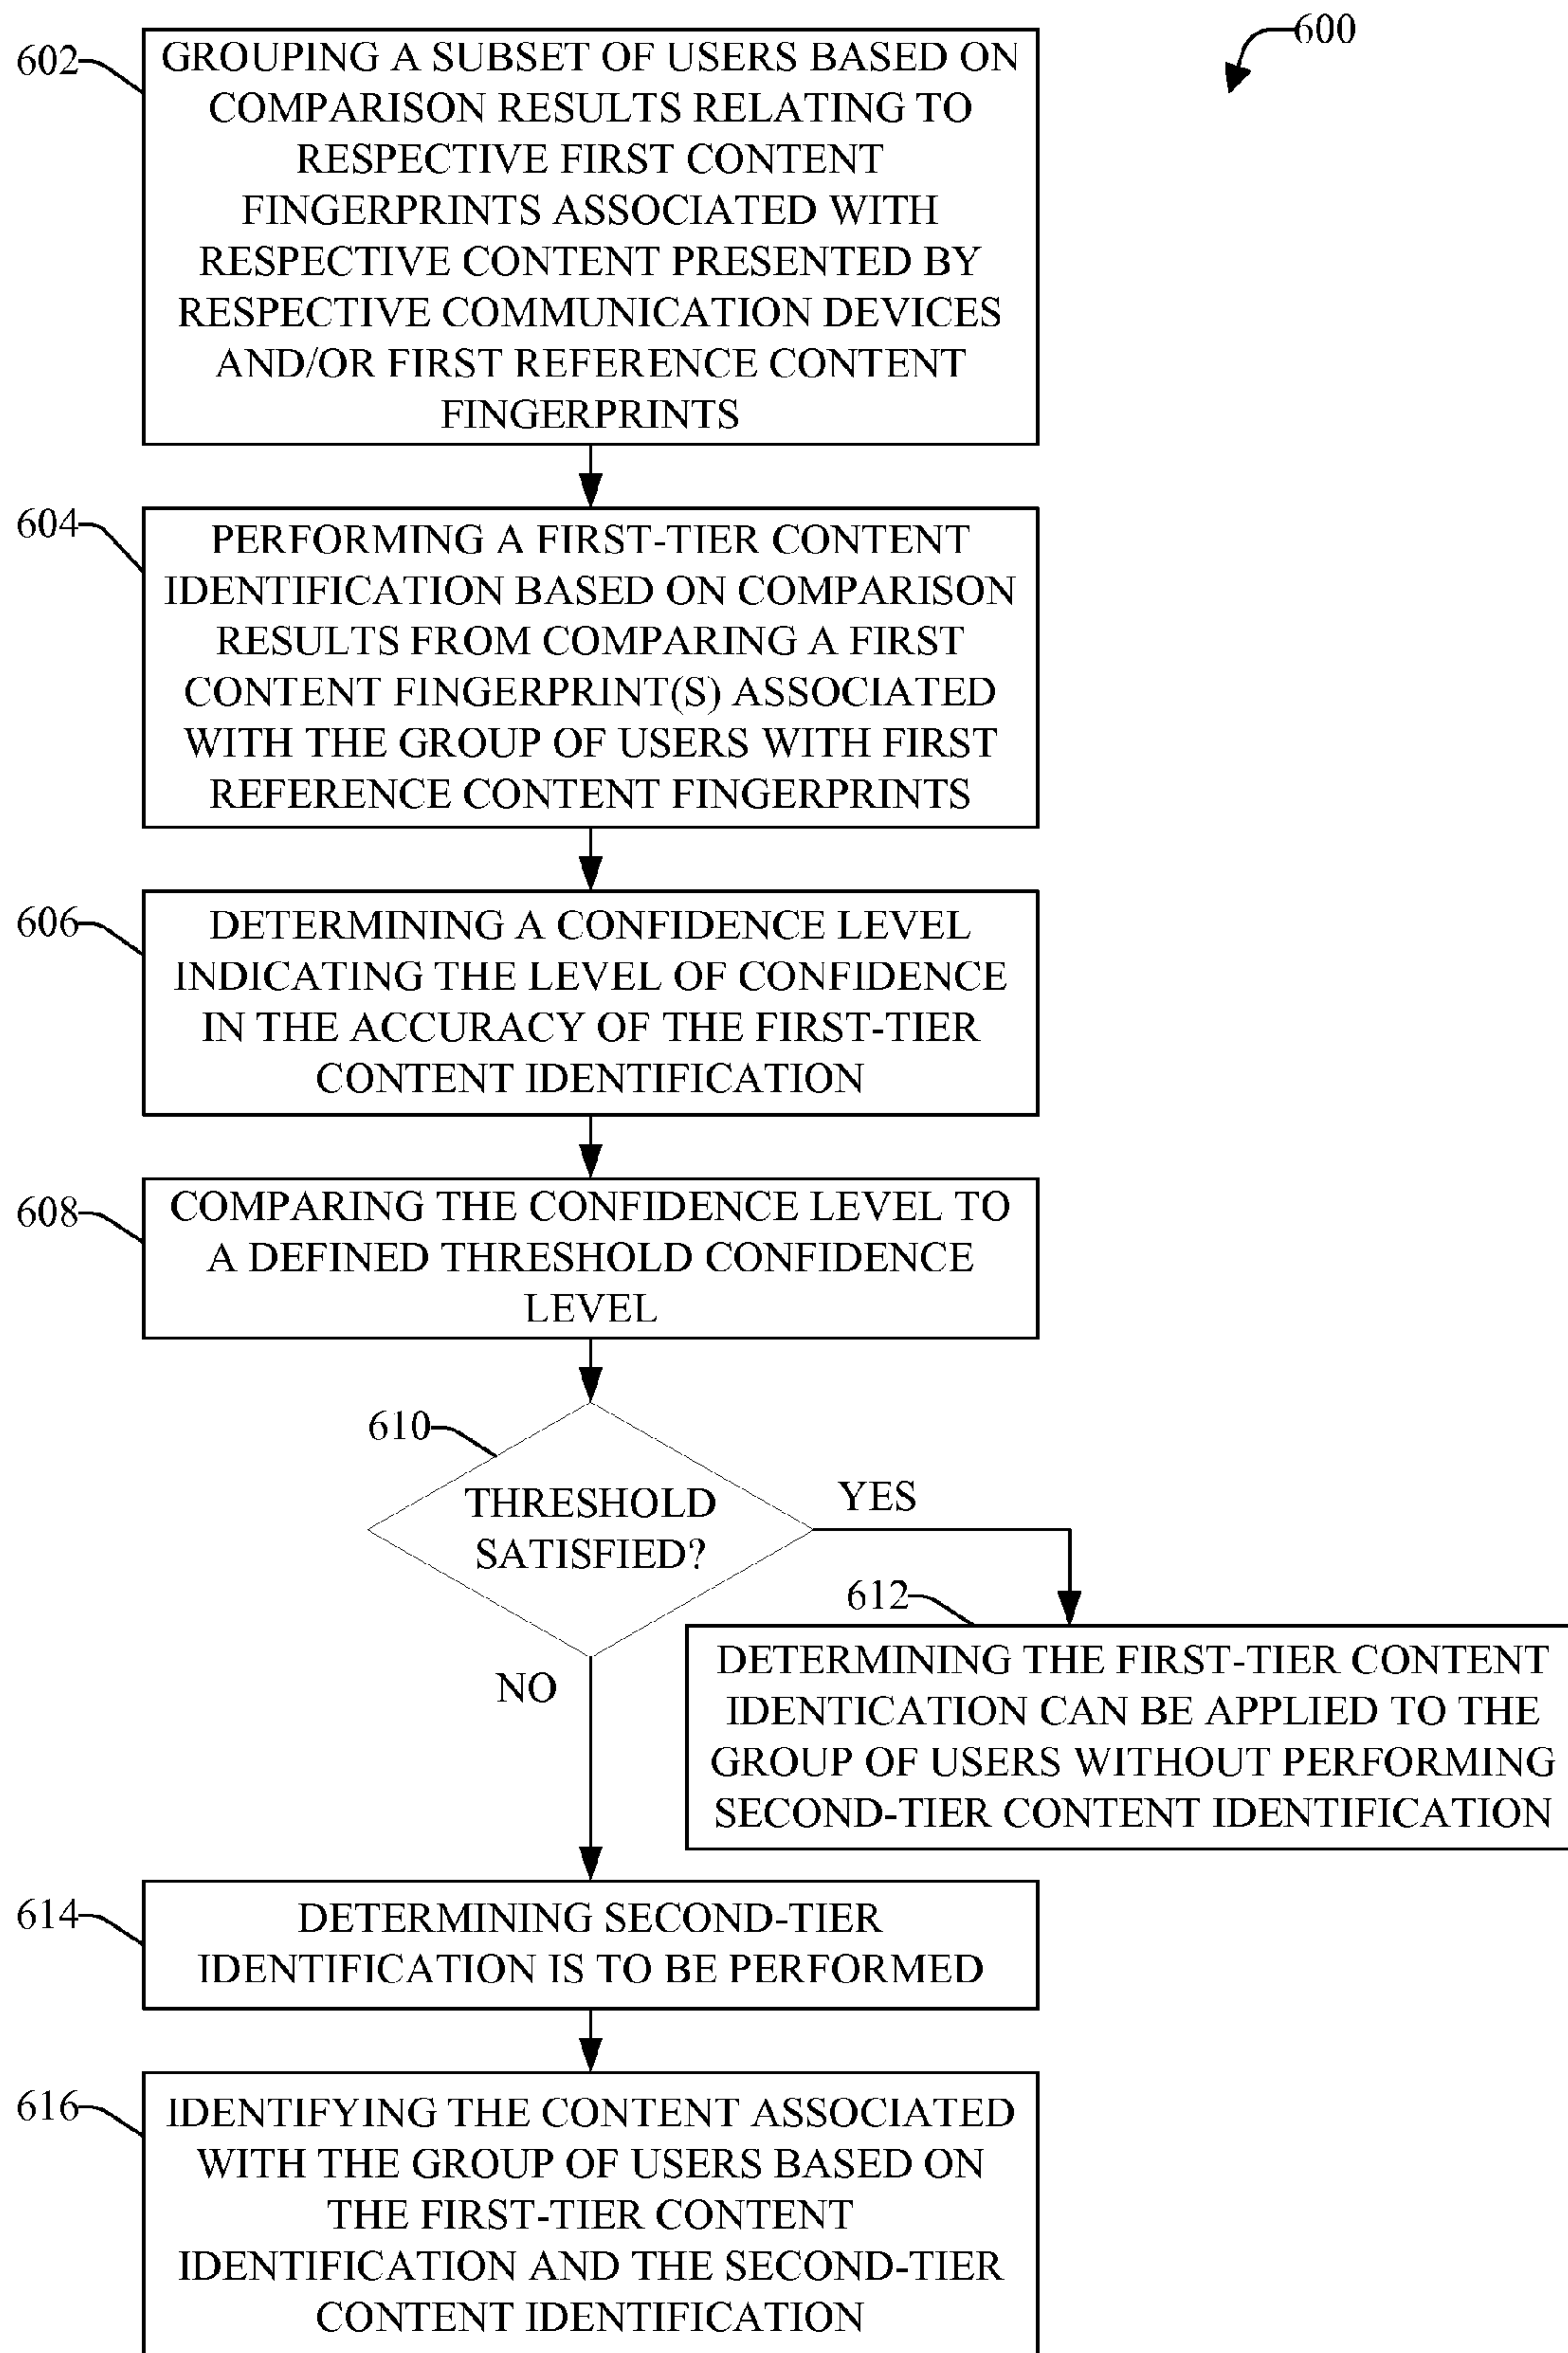 600
602
GROUPING A SUBSET OF USERS BASED ON
COMPARISON RESULTS RELATING TO
RESPECTIVE FIRST CONTENT
FINGERPRINTS ASSOCIATED WITH
RESPECTIVE CONTENT PRESENTED BY
RESPECTIVE COMMUNICATION DEVICES
AND/OR FIRST REFERENCE CONTENT
FINGERPRINTS
604
PERFORMING A FIRST-TIER CONTENT
IDENTIFICATION BASED ON COMPARISON
RESULTS FROM COMPARING A FIRST
CONTENT FINGERPRINT(S) ASSOCIATED
WITH THE GROUP OF USERS WITH FIRST
REFERENCE CONTENT FINGERPRINTS
606
DETERMINING A CONFIDENCE LEVEL
INDICATING THE LEVEL OF CONFIDENCE
IN THE ACCURACY OF THE FIRST-TIER
CONTENT IDENTIFICATION
608
COMPARING THE CONFIDENCE LEVEL TO
A DEFINED THRESHOLD CONFIDENCE
LEVEL
610
THRESHOLD
SATISFIED?
YES
612
DETERMINING THE FIRST-TIER CONTENT
IDENTICATION CAN BE APPLIED TO THE
GROUP OF USERS WITHOUT PERFORMING
SECOND-TIER CONTENT IDENTIFICATION
NO
614
DETERMINING SECOND-TIER
IDENTIFICATION IS TO BE PERFORMED
616
IDENTIFYING THE CONTENT ASSOCIATED
WITH THE GROUP OF USERS BASED ON
THE FIRST-TIER CONTENT
IDENTIFICATION AND THE SECOND-TIER
CONTENT IDENTIFICATION